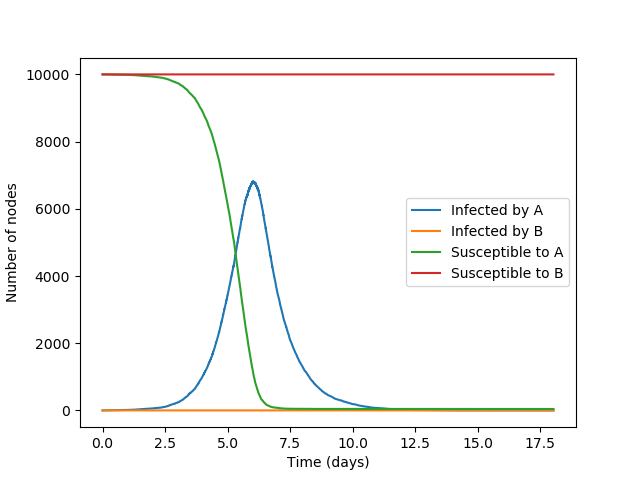 10000
8000
6000
4000
2000
0
Number of nodes
Infected by A
Infected by B
Susceptible to A
Susceptible to B
0.0 2.5 5.0 7.5 10.0 12.5 15.0 17.5
Time (days)